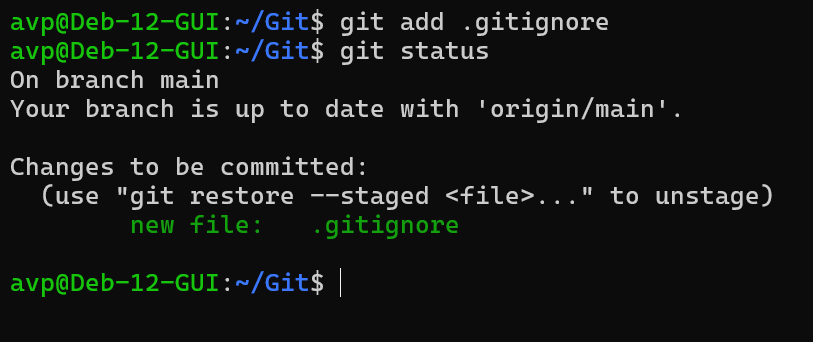 avp@Deb-12-GUI:~/Git$ git add .gitignore
avp@Deb-12-GUI:~/Git$ git status
On branch main
Your branch is up to date with 'origin/main'.

Changes to be committed:
  (use "git restore --staged <file>..." to unstage)
        new file:   .gitignore

avp@Deb-12-GUI:~/Git$